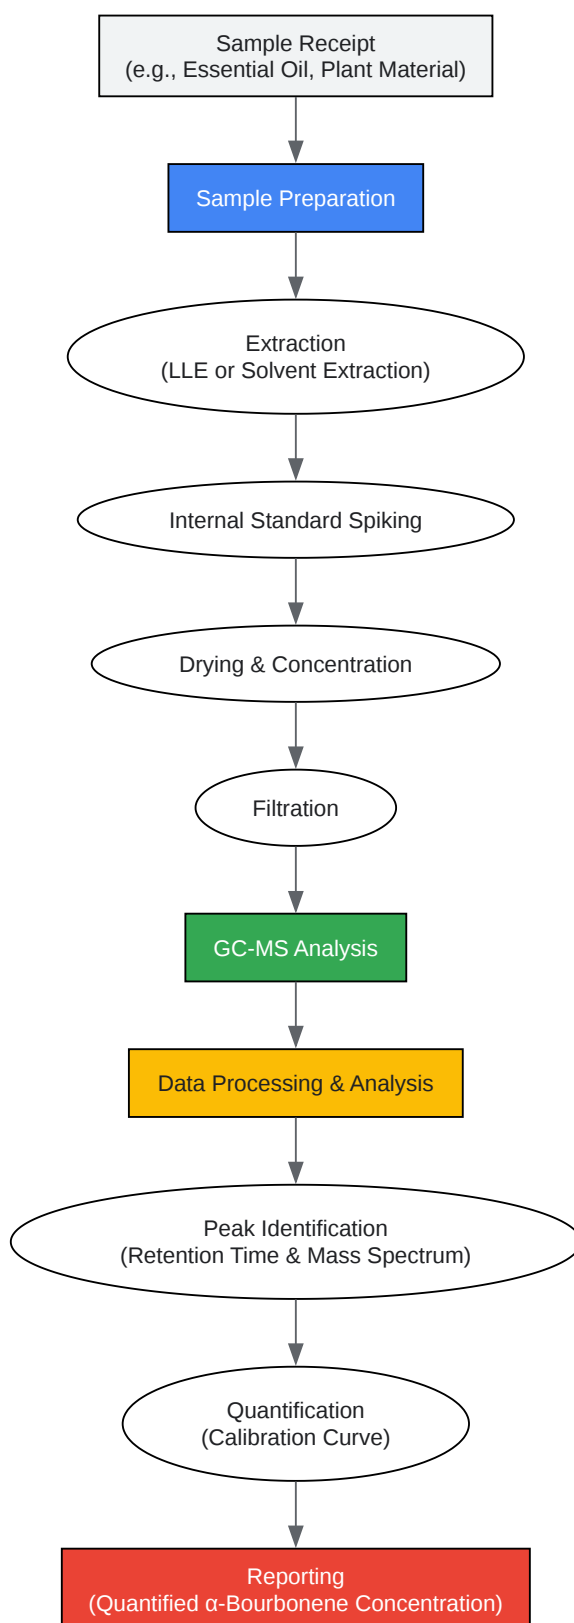 Sample Receipt
(e.g., Essential Oil, Plant Material)
Sample Preparation
Extraction
(LLE or Solvent Extraction)
Internal Standard Spiking
Drying & Concentration
Filtration
GC-MS Analysis
Data Processing & Analysis
Peak Identification
(Retention Time & Mass Spectrum)
Quantification
(Calibration Curve)
Reporting
(Quantified α-Bourbonene Concentration)